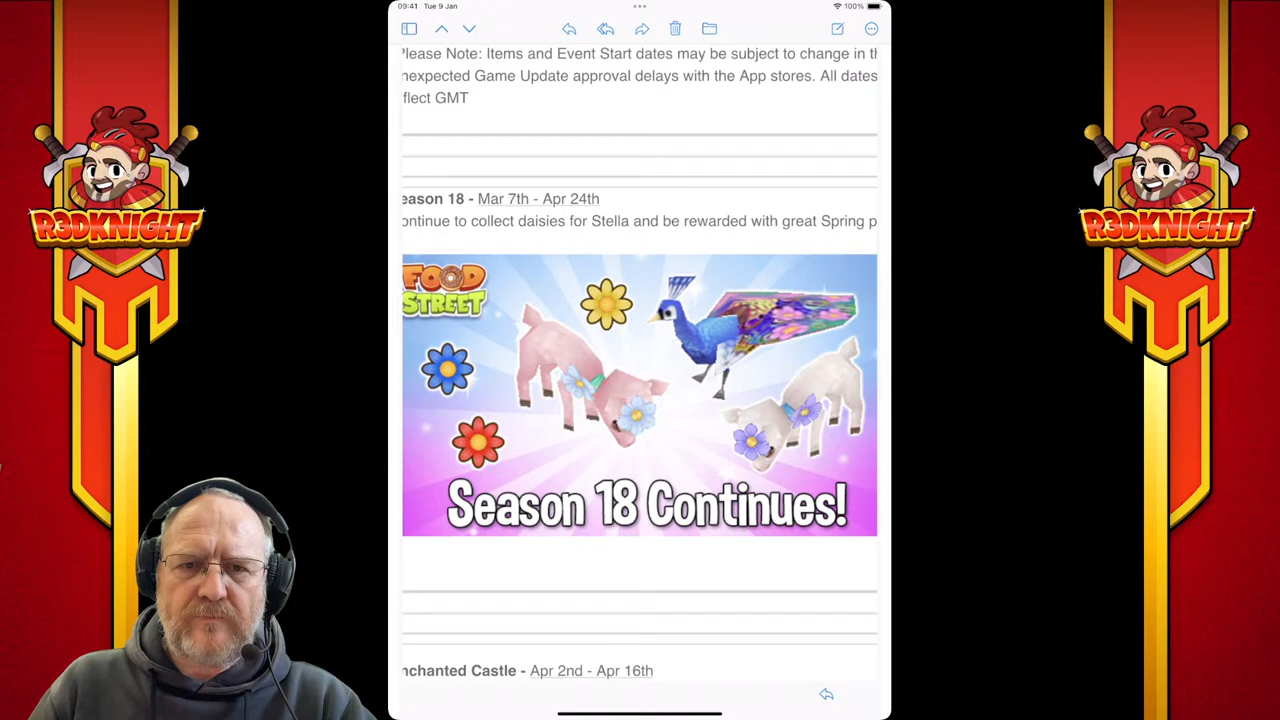 09:41 Tue 9 Jan
100%
Please Note: Items and Event Start dates may be subject to change in th
nexpected Game Update approval delays with the App stores. All dates
flect GMT
eason 18 - Mar 7th - Apr 24th
ontinue to collect daisies for Stella and be rewarded with great Spring p
FOOD
STREET
Season 18 Continues!
nchanted Castle - Apr 2nd - Apr 16th
R3DKNIGHT
R3DKNIGHT